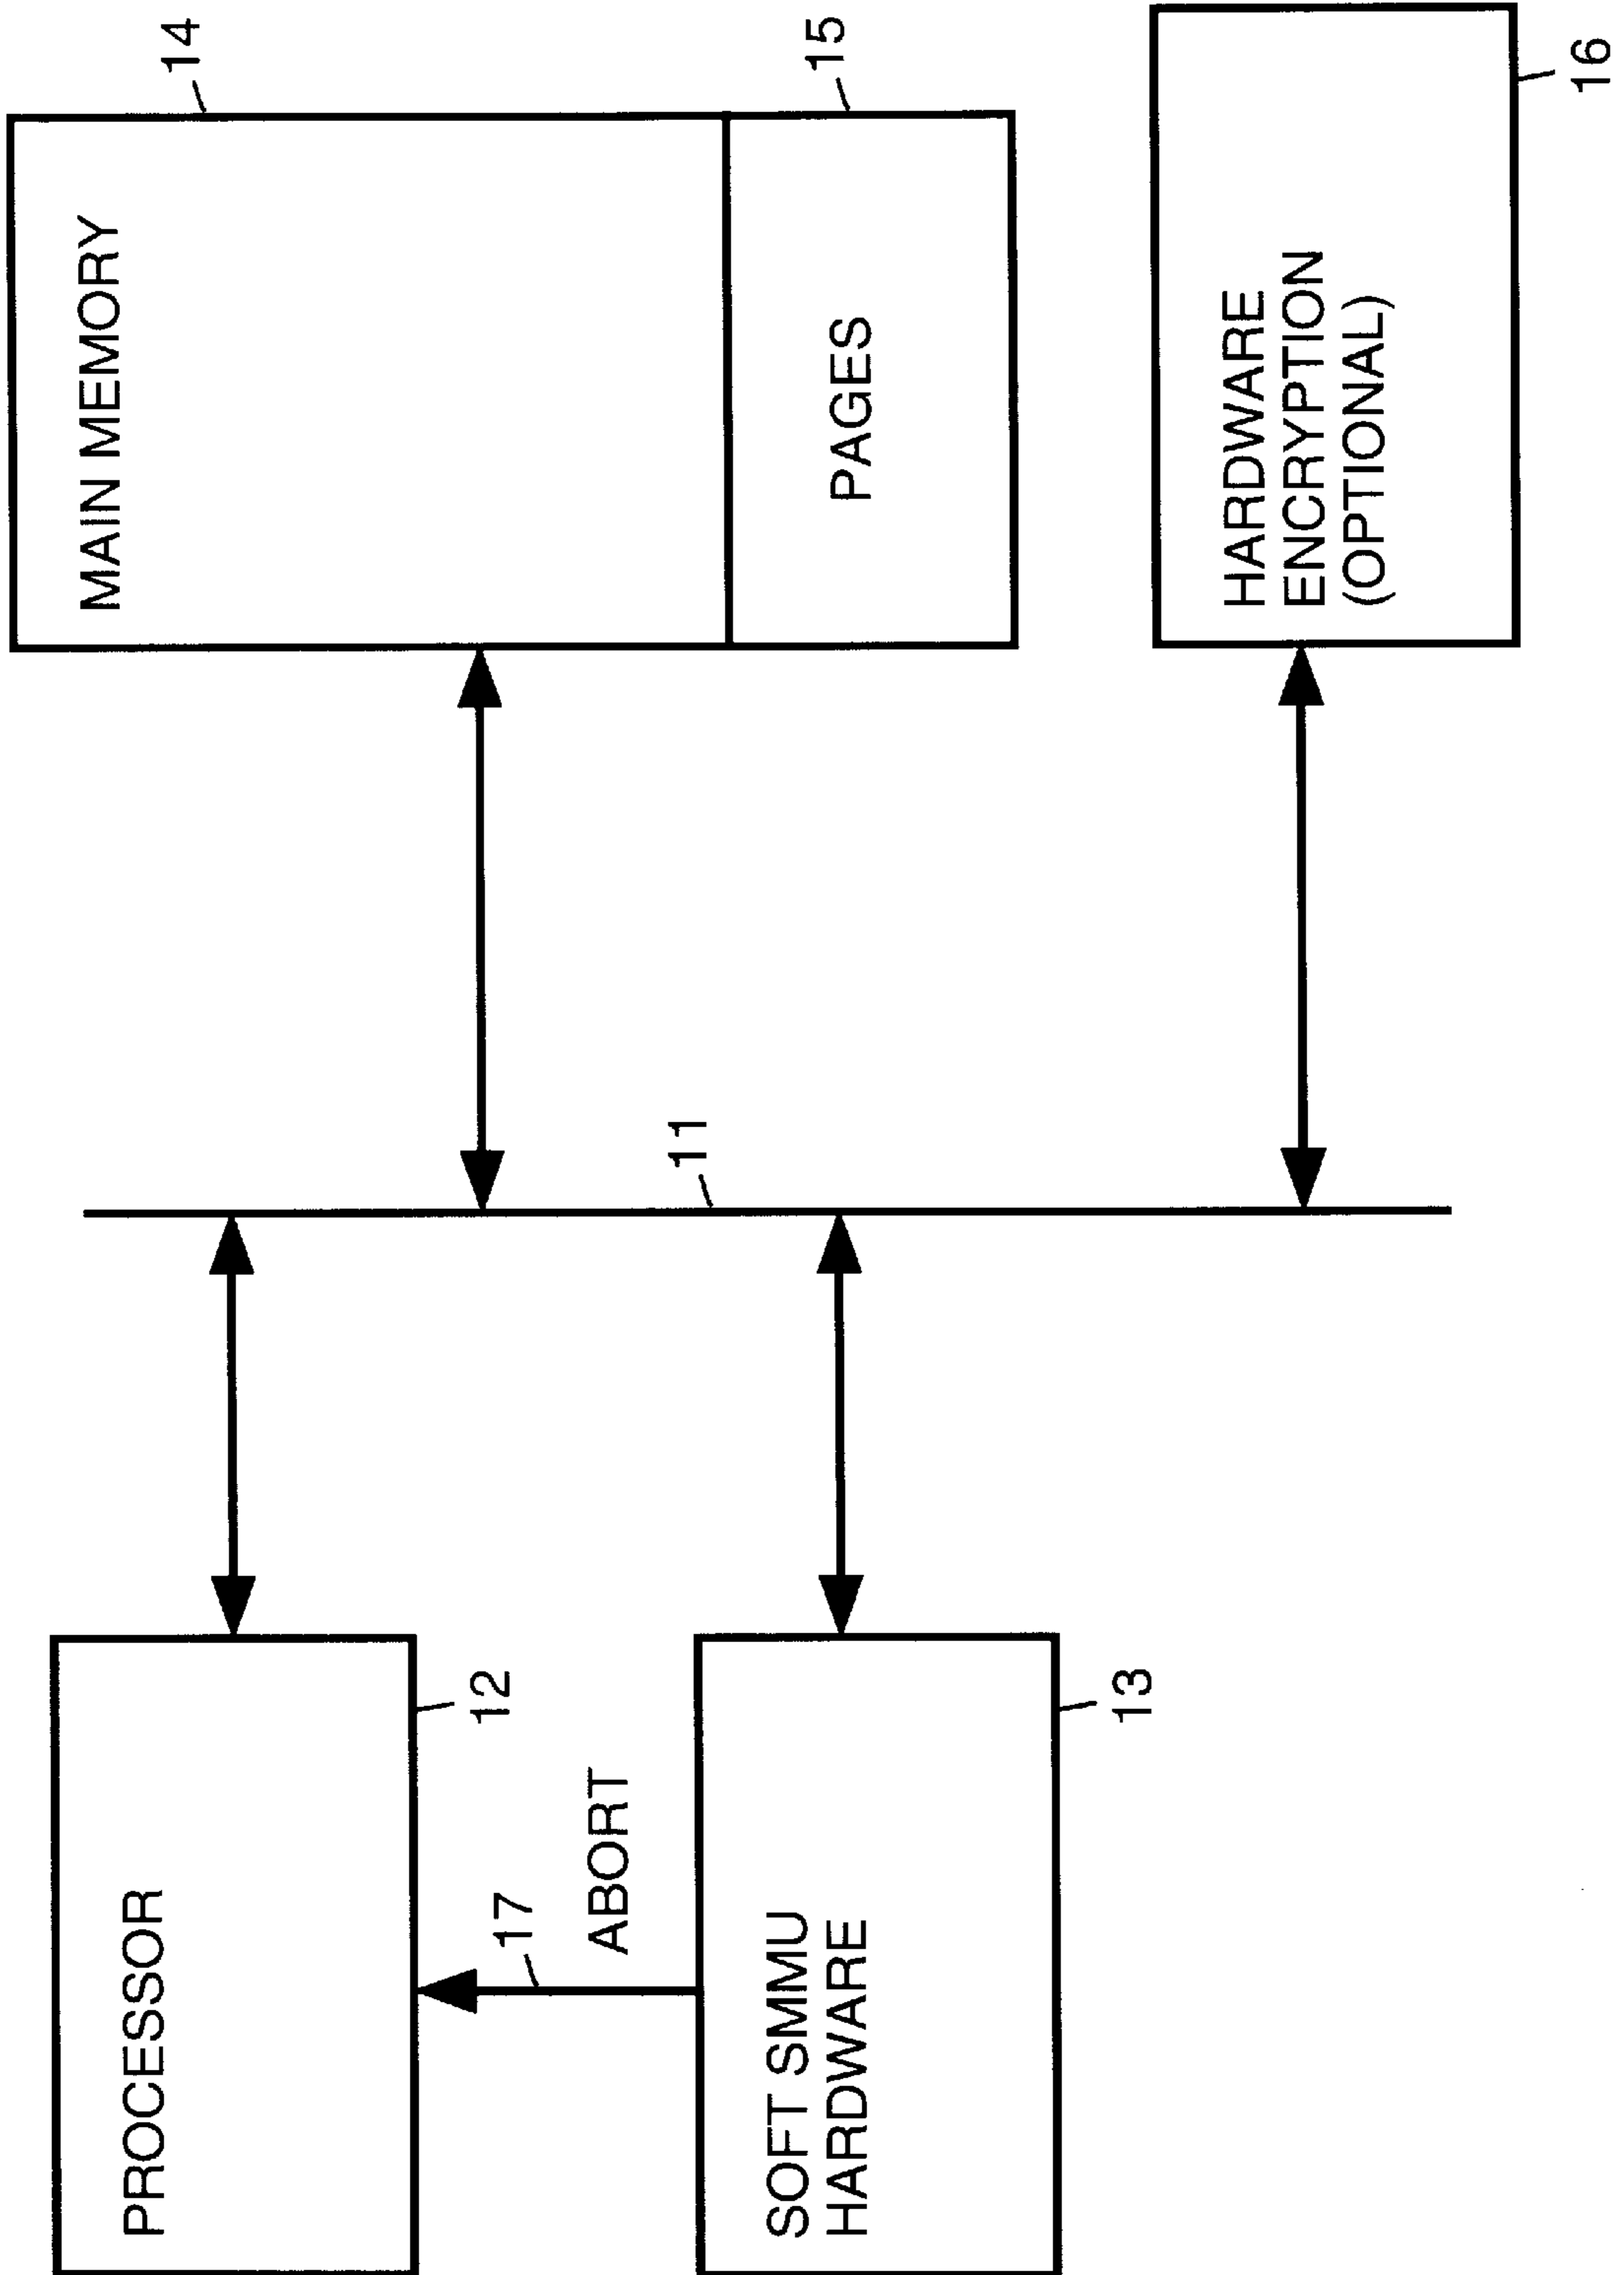 PROCESSOR
12
17
ABORT
SOFT SMMU
HARDWARE
13
11
MAIN MEMORY
14
PAGES
15
HARDWARE
ENCRYPTION
(OPTIONAL)
16